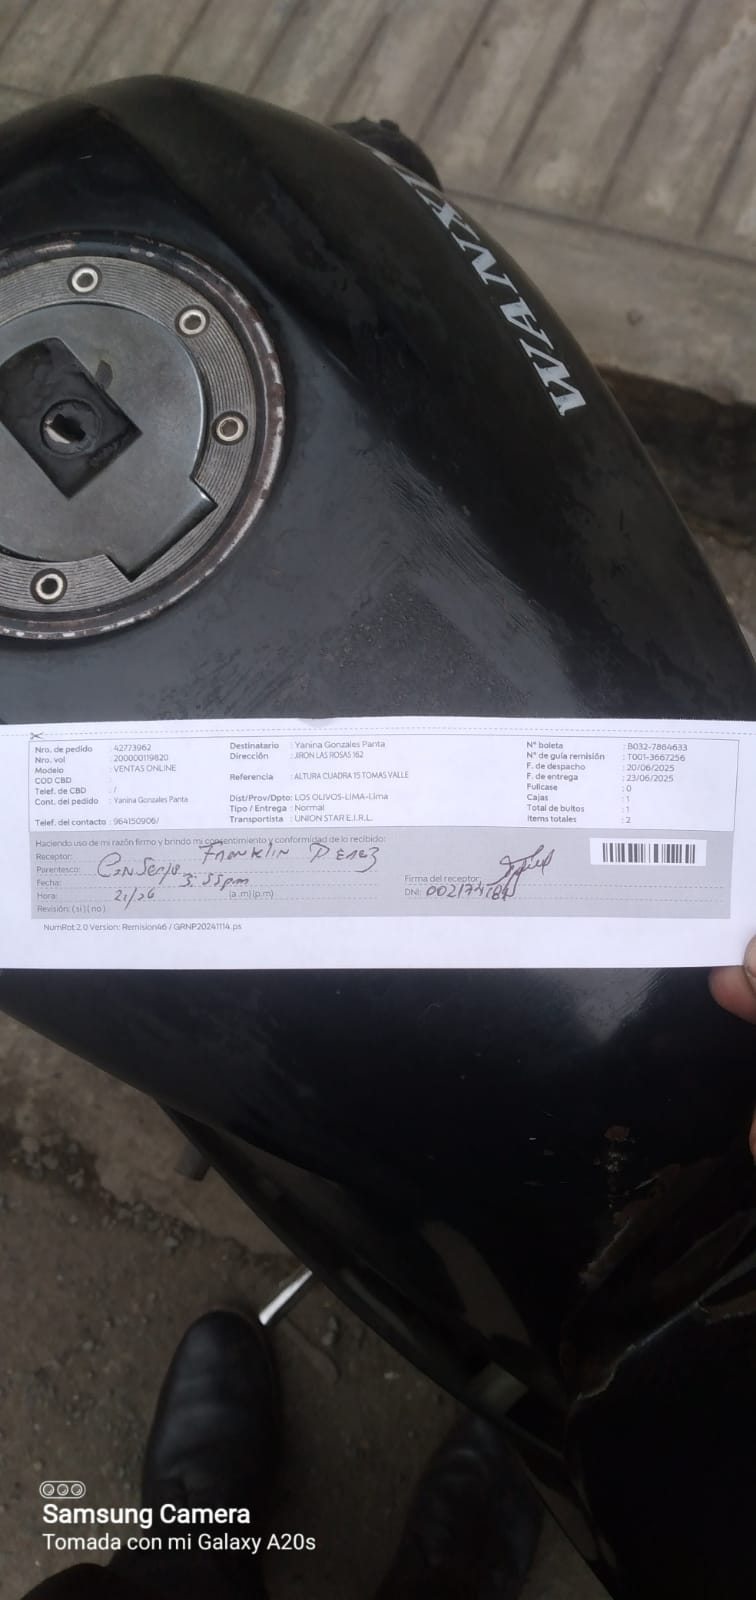 WANX
Nro. de pedido : 42773962
Nro. vol : 200000119820
Modelo : VENTAS ONLINE
COD CBD
Telef. de CBD : /
Cont. del pedido : Yanina Gonzales Panta
Telef. del contacto : 964150906/
Destinatario : Yanina Gonzales Panta
Dirección : JIRON LAS ROSAS 162
Referencia : ALTURA CUADRA 15 TOMAS VALLE
Dist/Prov/Dpto: LOS OLIVOS-LIMA-Lima
Tipo / Entrega : Normal
Transportista : UNION STAR E.I.R.L.
N° boleta : B032-7864633
N° de guía remisión : T001-3667256
F. de despacho : 20/06/2025
F. de entrega : 23/06/2025
Fullcase : 0
Cajas : 1
Total de bultos : 1
Items totales : 2
Haciendo uso de mi razón firmo y brindo mi consentimiento y conformidad de lo recibido:
Receptor: Franklin Perez
Parentesco: Conserje
Fecha: 3:55pm
Hora: 21/06 (a.m) (p.m)
Revisión: (si) (no)
Firma del receptor:
DNI:
NumRot 2.0 Version: Remision46 / GRNP20241114.ps
Samsung Camera
Tomada con mi Galaxy A20s